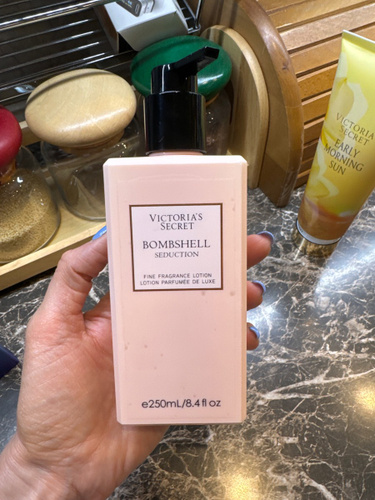 VICTORIA'S
SECRET
BOMBSHELL
SEDUCTION
FINE FRAGRANCE LOTION
LOTION PARFUMÉE DE LUXE
e250mL/8.4 fl oz
VICTORIA'S
SECRET
EARLY
MORNING
SUN